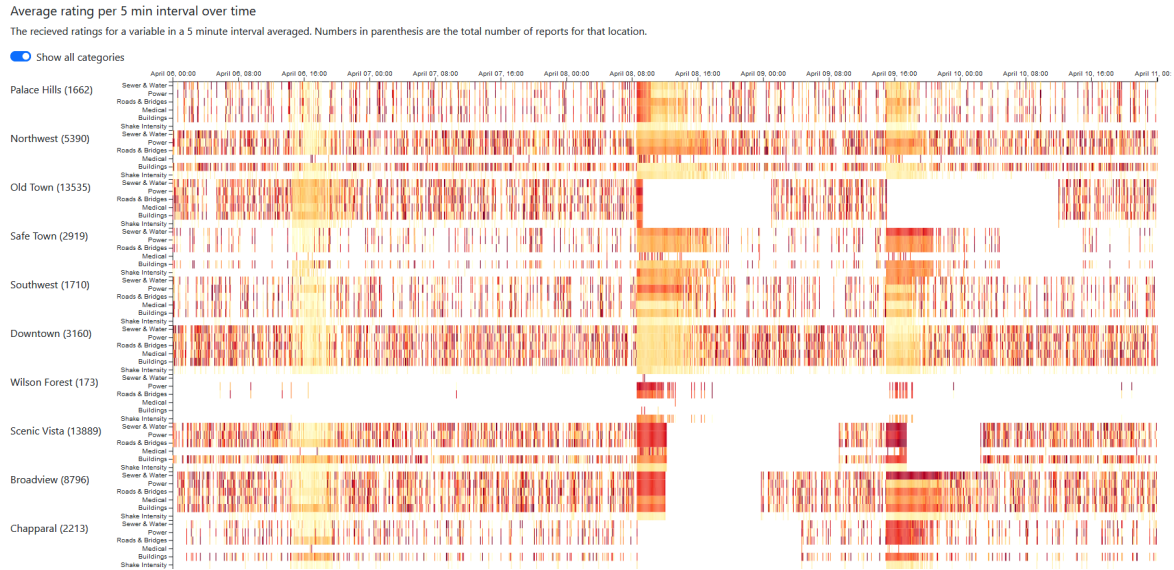 Average rating per 5 min interval over time
The recieved ratings for a variable in a 5 minute interval averaged. Numbers in parenthesis are the total number of reports for that location.
Show all categories
April 06, 00:00 April 06, 08:00 April 06, 16:00 April 07, 00:00 April 07, 08:00 April 07, 16:00 April 08, 00:00 April 08, 08:00 April 08, 16:00 April 09, 00:00 April 09, 08:00 April 09, 16:00 April 10, 00:00 April 10, 08:00 April 10, 16:00 April 11, 00:
Palace Hills (1662)
Sewer & Water
Power
Roads & Bridges
Medical
Buildings
Shake Intensity
Northwest (5390)
Sewer & Water
Power
Roads & Bridges
Medical
Buildings
Shake Intensity
Old Town (13535)
Sewer & Water
Power
Roads & Bridges
Medical
Buildings
Shake Intensity
Safe Town (2919)
Sewer & Water
Power
Roads & Bridges
Medical
Buildings
Shake Intensity
Southwest (1710)
Sewer & Water
Power
Roads & Bridges
Medical
Buildings
Shake Intensity
Downtown (3160)
Sewer & Water
Power
Roads & Bridges
Medical
Buildings
Shake Intensity
Wilson Forest (173)
Sewer & Water
Power
Roads & Bridges
Medical
Buildings
Shake Intensity
Scenic Vista (13889)
Sewer & Water
Power
Roads & Bridges
Medical
Buildings
Shake Intensity
Broadview (8796)
Sewer & Water
Power
Roads & Bridges
Medical
Buildings
Shake Intensity
Chapparal (2213)
Sewer & Water
Power
Roads & Bridges
Medical
Buildings
Shake Intensity